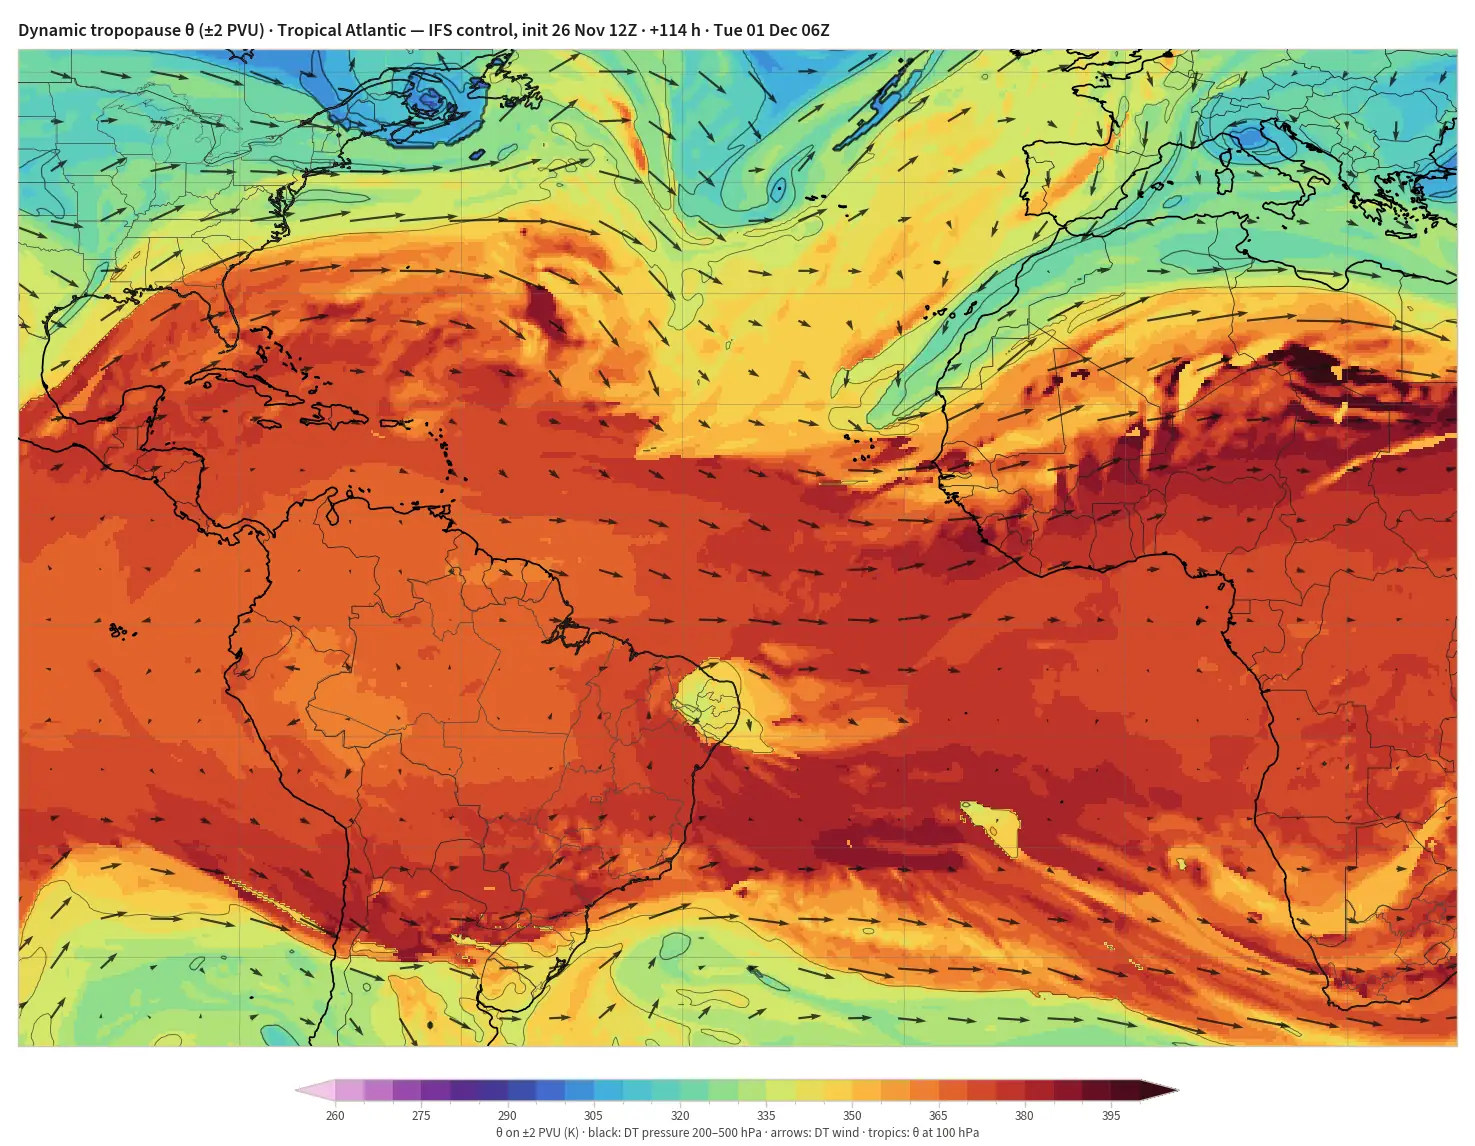 Dynamic tropopause θ (±2 PVU) · Tropical Atlantic — IFS control, init 26 Nov 12Z · +114 h · Tue 01 Dec 06Z
260 275 290 305 320 335 350 365 380 395
θ on ±2 PVU (K) · black: DT pressure 200–500 hPa · arrows: DT wind · tropics: θ at 100 hPa